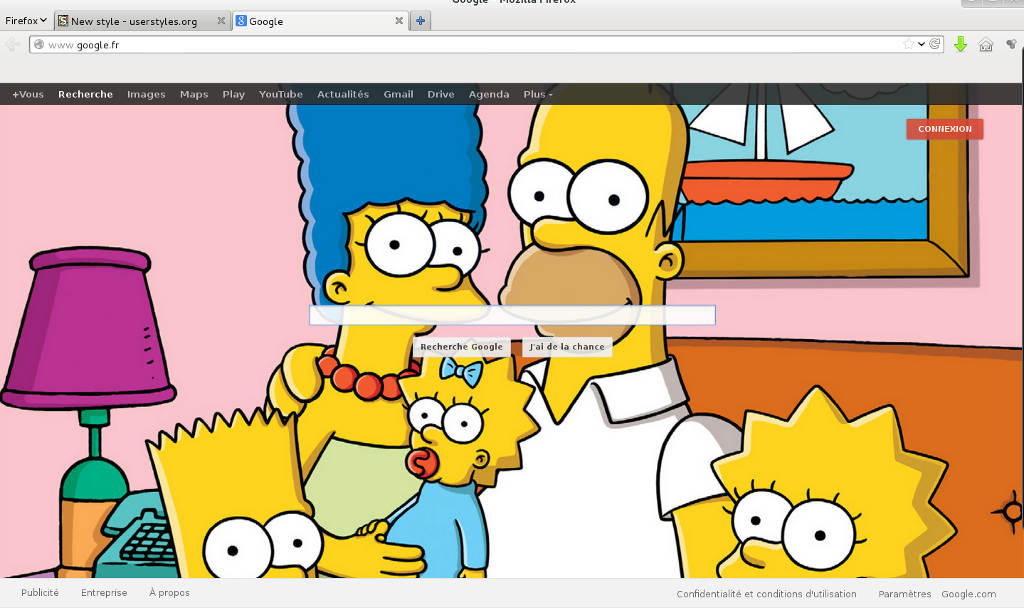 Google - Mozilla Firefox
Firefox
New style - userstyles.org
Google
www.google.fr
+Vous Recherche Images Maps Play YouTube Actualités Gmail Drive Agenda Plus
CONNEXION
Recherche Google J'ai de la chance
Publicité Entreprise À propos Confidentialité et conditions d'utilisation Paramètres Google.com